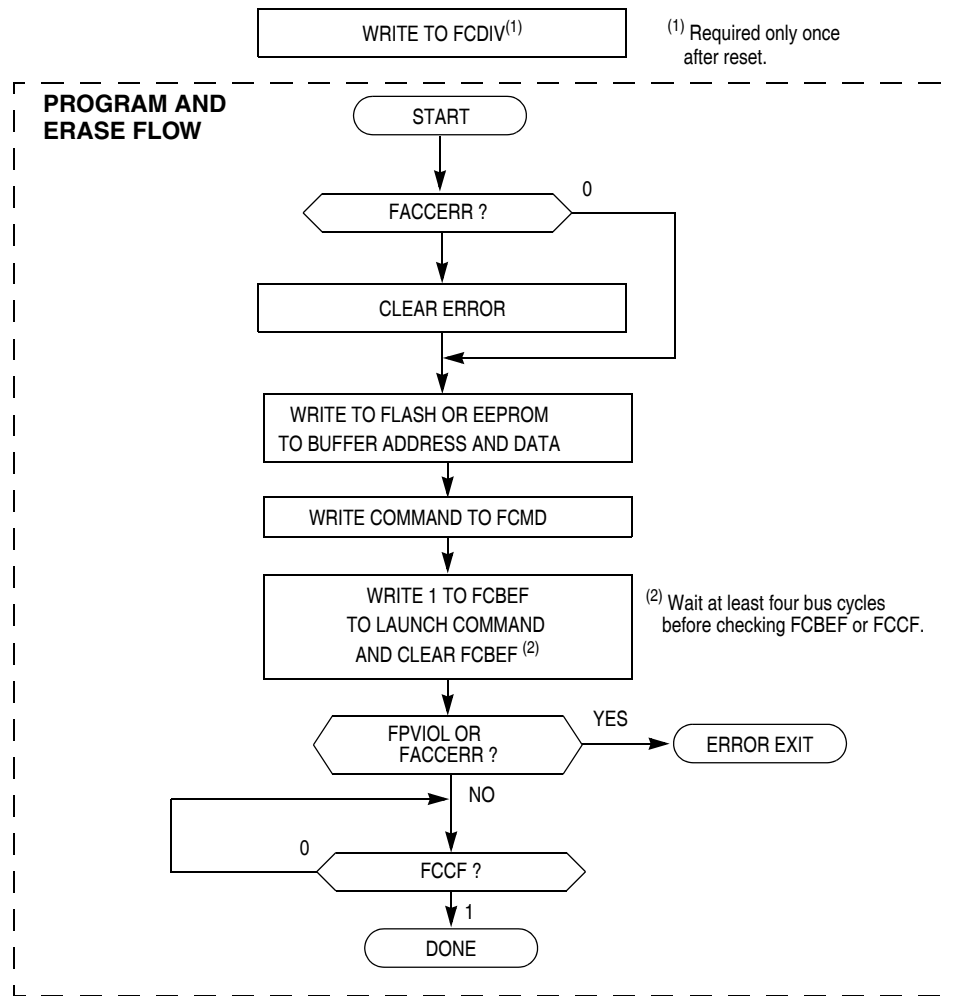 WRITE TO FCDIV(1)
(1) Required only once
after reset.
PROGRAM AND
ERASE FLOW
START
0
FACCERR ?
CLEAR ERROR
WRITE TO FLASH OR EEPROM
TO BUFFER ADDRESS AND DATA
WRITE COMMAND TO FCMD
WRITE 1 TO FCBEF
TO LAUNCH COMMAND
AND CLEAR FCBEF (2)
(2) Wait at least four bus cycles
before checking FCBEF or FCCF.
FPVIOL OR
FACCERR ?
YES
ERROR EXIT
NO
0
FCCF ?
1
DONE